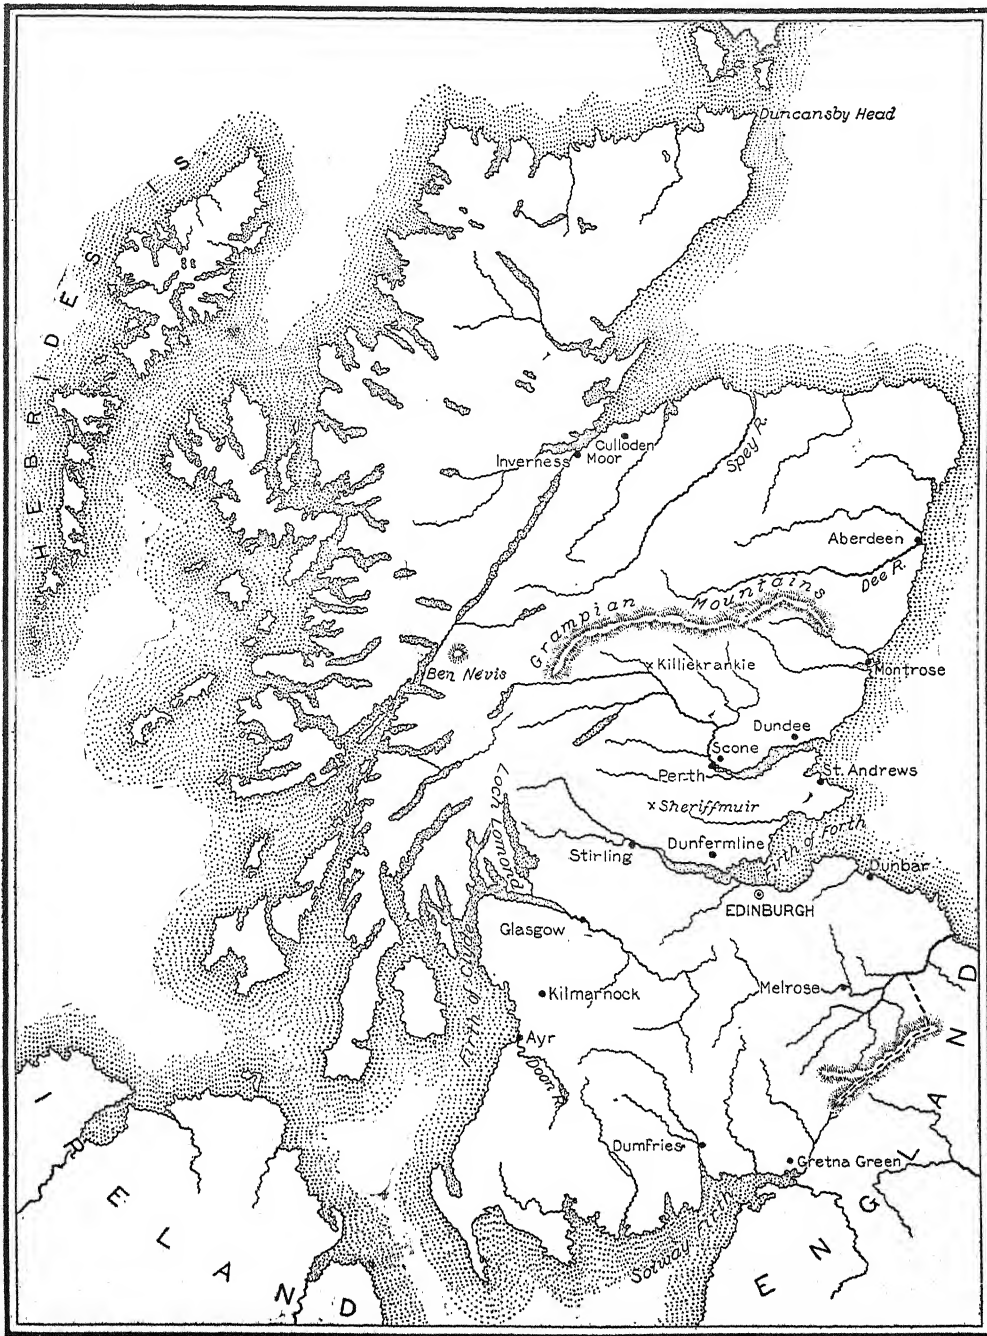 Duncansby Head
HEBRIDES IS
Culloden
Inverness Moor
Spey R.
Aberdeen
Dee R.
Grampian Mountains
Killiekrankie
Ben Nevis
Montrose
Dundee
Scone
Perth
St. Andrews
Loch Lomond
Sheriffmuir
Firth of Forth
Dunfermline
Stirling
Dunbar
EDINBURGH
Glasgow
Firth of Clyde
Melrose
Kilmarnock
Ayr
Doon R.
Dumfries
Gretna Green
Solway Firth
IRELAND
ENGLAND